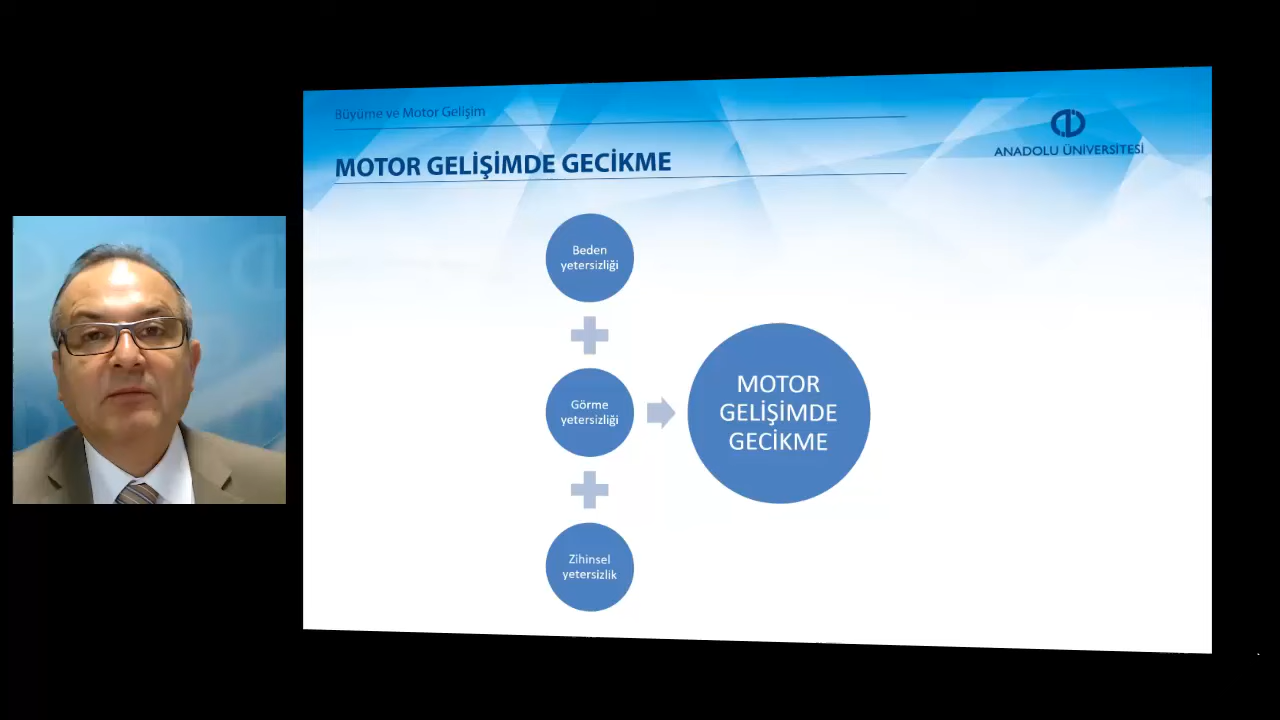 Büyüme ve Motor Gelişim
ANADOLU ÜNİVERSİTESİ
MOTOR GELİŞİMDE GECİKME
Beden
yetersizliği
Görme
yetersizliği
Zihinsel
yetersizlik
MOTOR
GELİŞİMDE
GECİKME